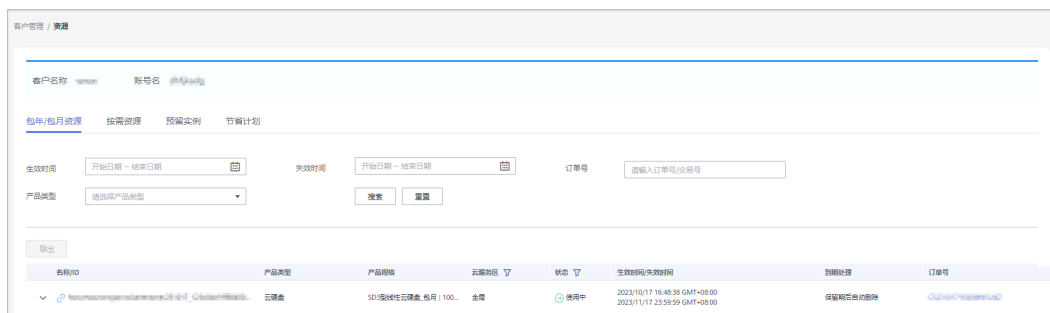 客户管理 / 资源
客户名称 账号名
包年/包月资源 按需资源 预留实例 节省计划
生效时间 开始日期 – 结束日期 失效时间 开始日期 – 结束日期 订单号 请输入订单号/交易号
产品类型 请选择产品类型 搜索 重置
导出
名称/ID 产品类型 产品规格 云服务区 状态 生效时间/失效时间 到期处理 订单号
云硬盘 SD3型线性云硬盘_包月 | 100... 全局 使用中 2023/10/17 16:48:38 GMT+08:00 保留期后自动删除
2023/11/17 23:59:59 GMT+08:00